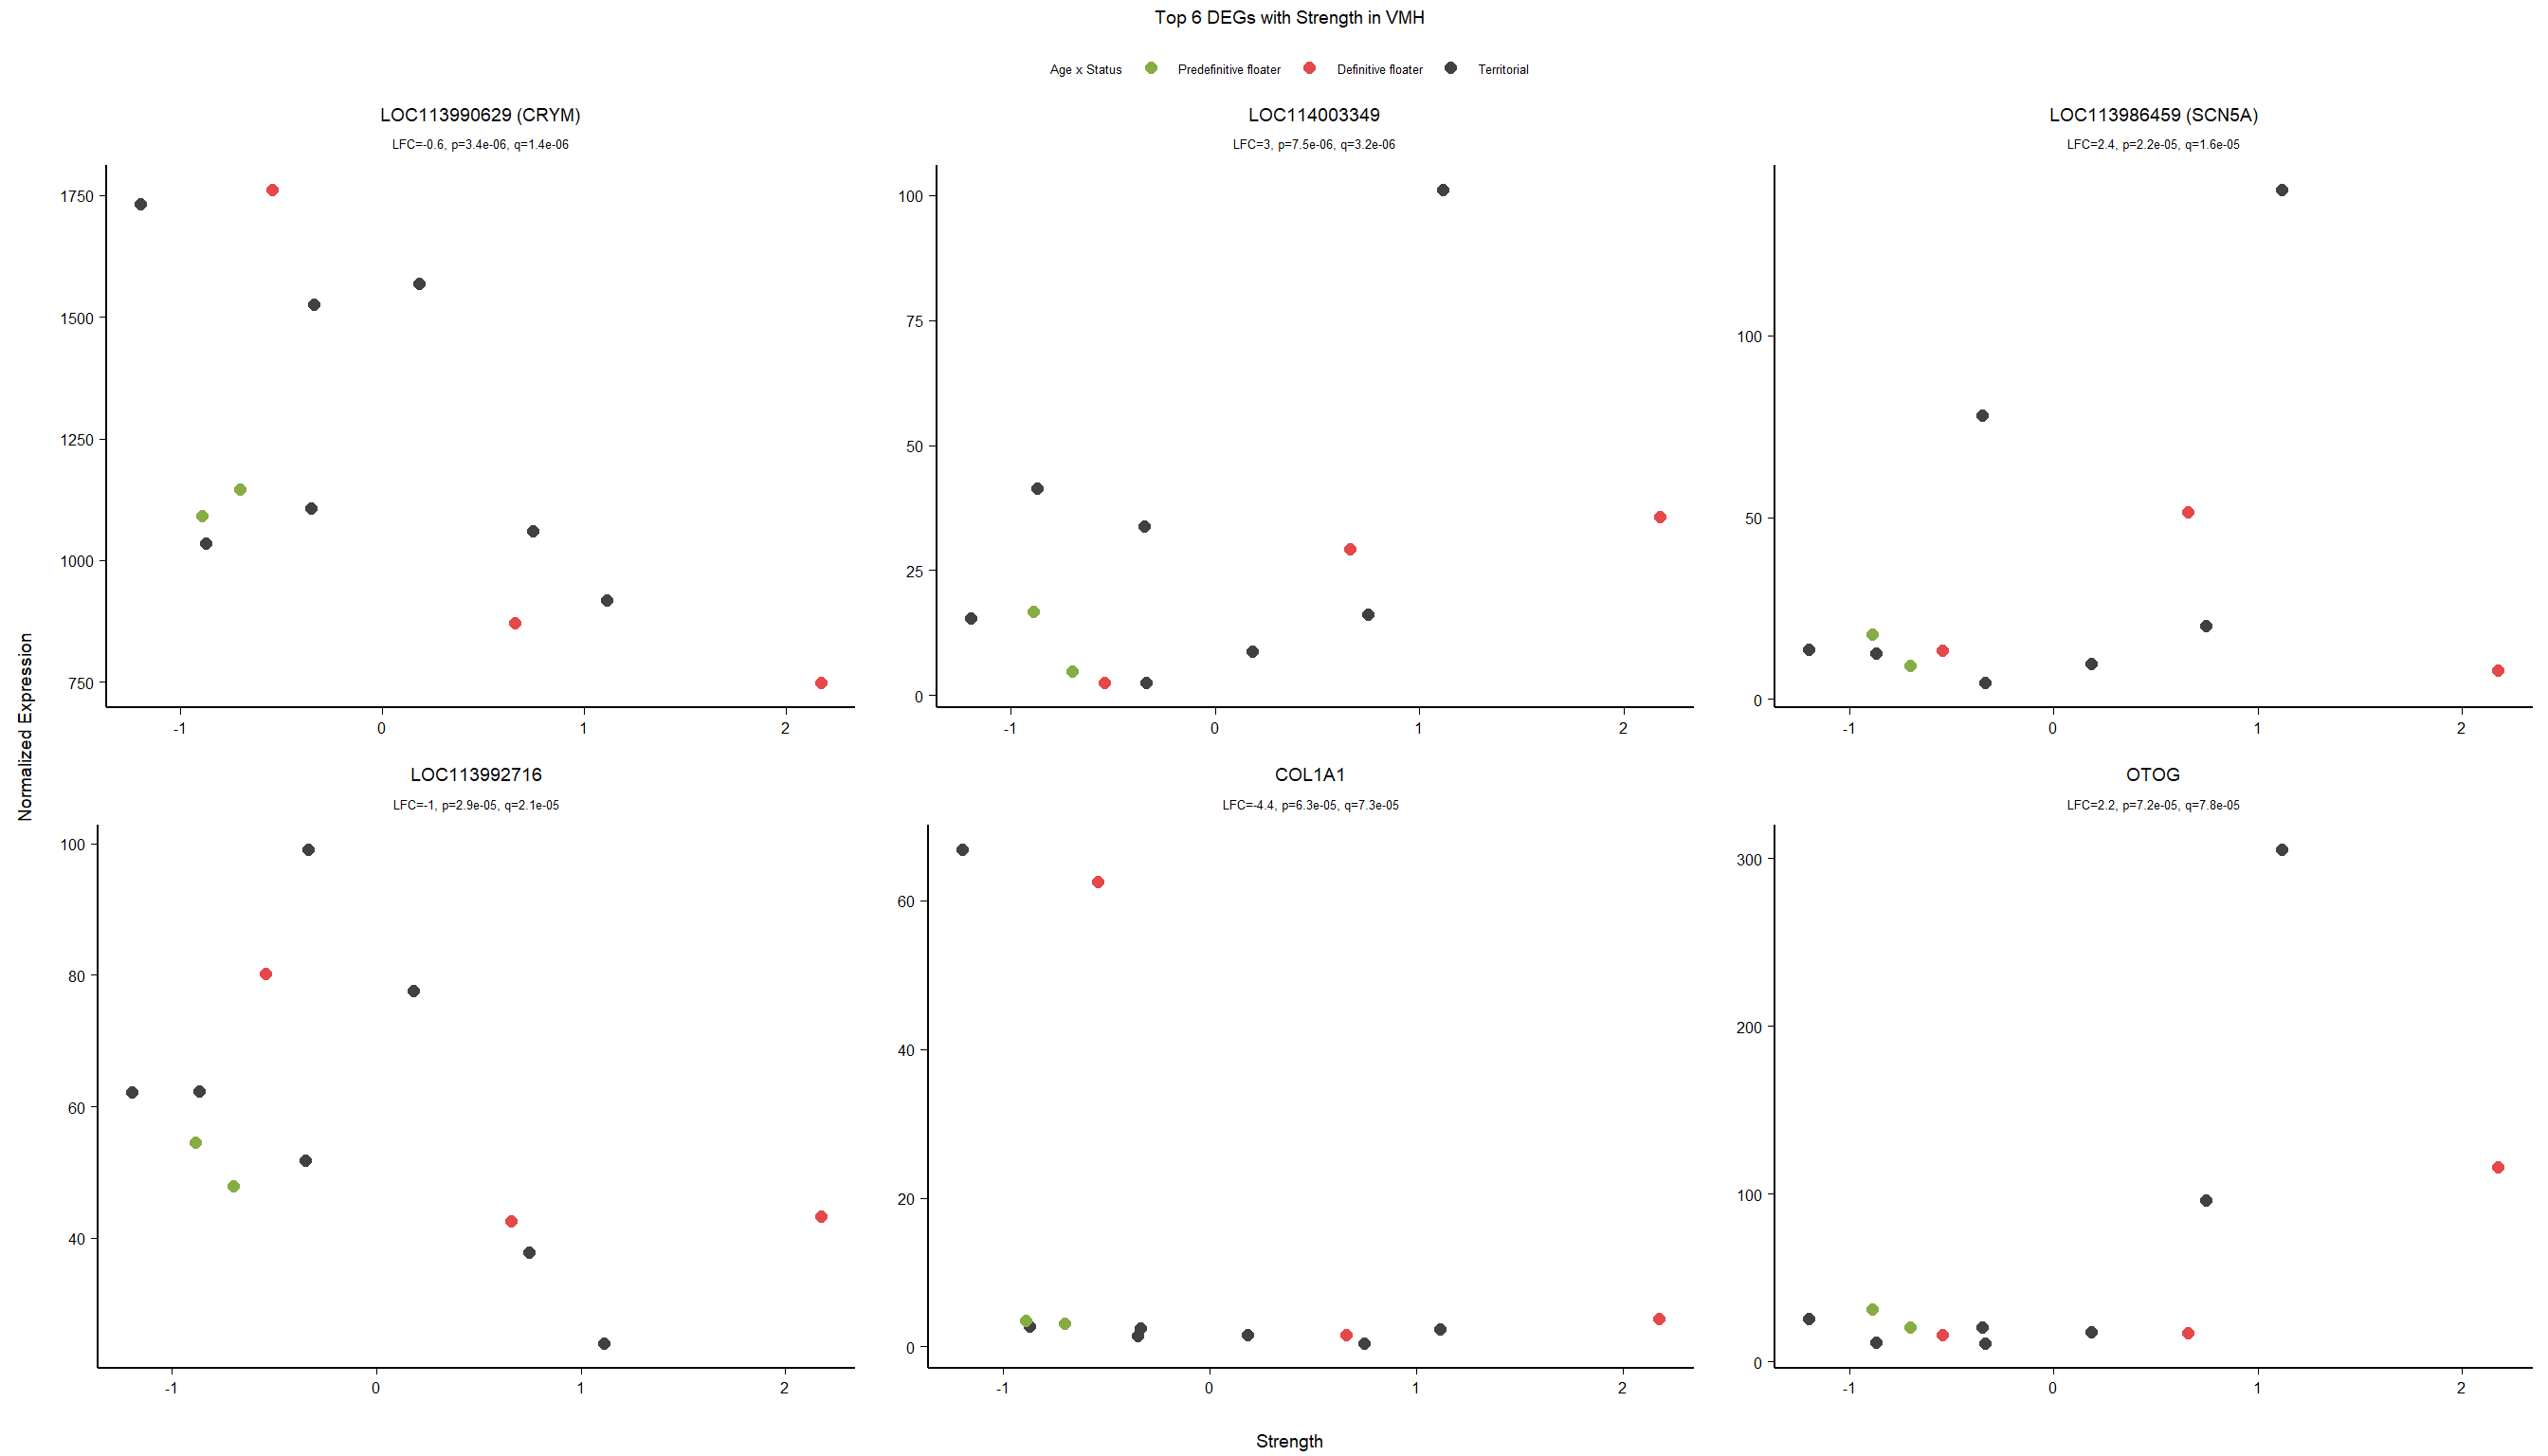 Top 6 DEGs with Strength in VMH
Age x Status Predefinitive floater Definitive floater Territorial
LOC113990629 (CRYM)
LFC=-0.6, p=3.4e-06, q=1.4e-06
1750
1500
1250
1000
750
-1 0 1 2
LOC114003349
LFC=3, p=7.5e-06, q=3.2e-06
100
75
50
25
0
-1 0 1 2
LOC113986459 (SCN5A)
LFC=2.4, p=2.2e-05, q=1.6e-05
100
50
0
-1 0 1 2
LOC113992716
LFC=-1, p=2.9e-05, q=2.1e-05
100
80
60
40
-1 0 1 2
COL1A1
LFC=-4.4, p=6.3e-05, q=7.3e-05
60
40
20
0
-1 0 1 2
OTOG
LFC=2.2, p=7.2e-05, q=7.8e-05
300
200
100
0
-1 0 1 2
Normalized Expression
Strength